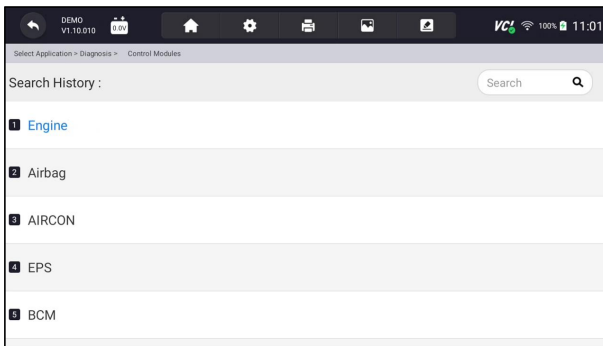 DEMO
V1.10.010
0.0V
VCI 100% 11:01
Select Application > Diagnosis > Control Modules
Search History :
Search
1 Engine
2 Airbag
3 AIRCON
4 EPS
5 BCM